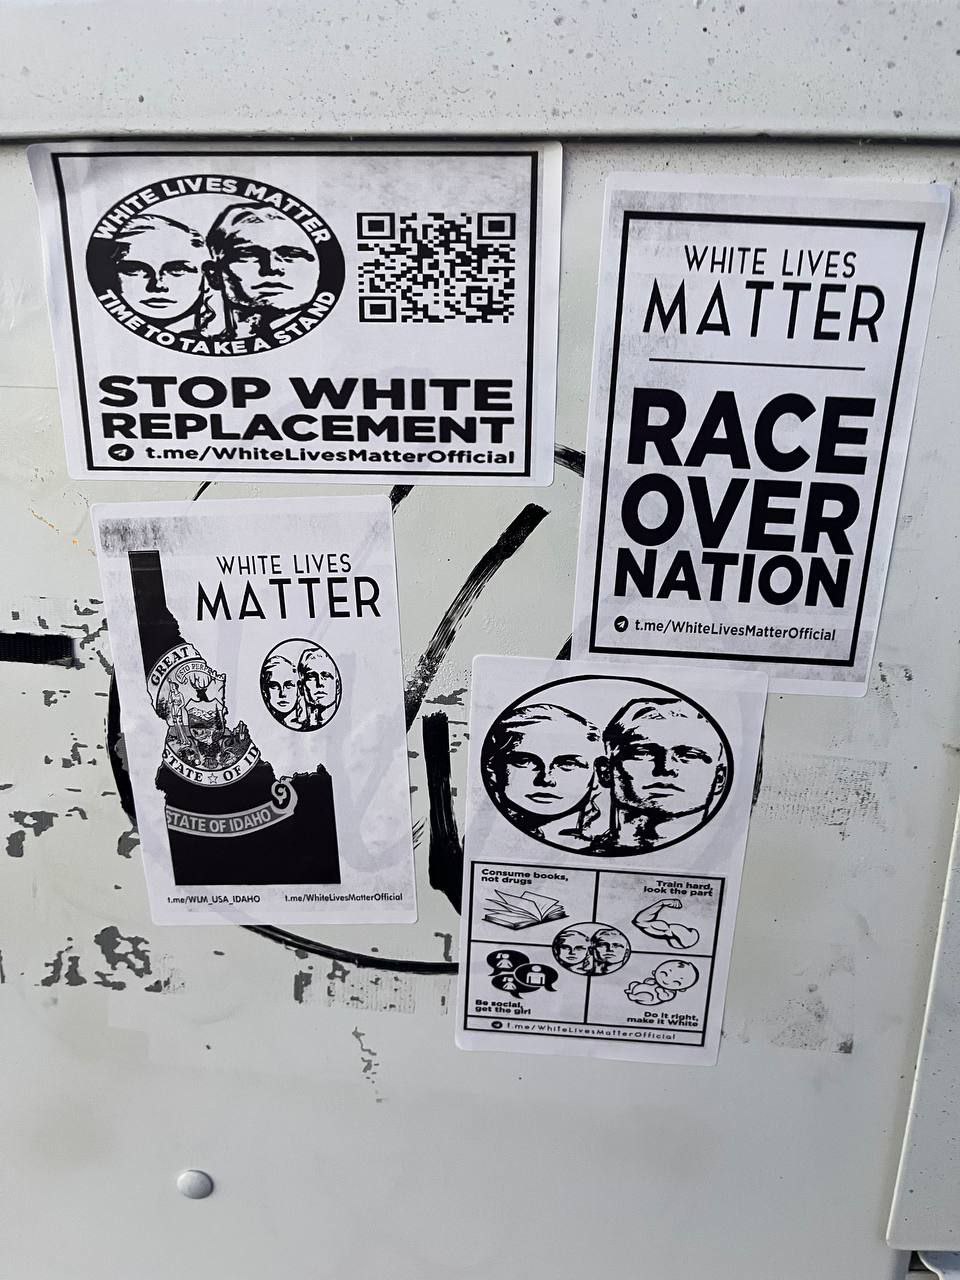 WHITE LIVES MATTER
TIME TO TAKE A STAND
STOP WHITE
REPLACEMENT
t.me/WhiteLivesMatterOfficial
WHITE LIVES
MATTER
RACE
OVER
NATION
t.me/WhiteLivesMatterOfficial
WHITE LIVES
MATTER
GREAT
STATE ☆ OF ID
STATE OF IDAHO
t.me/WLM_USA_IDAHO
t.me/WhiteLivesMatterOfficial
Consume books,
not drugs
Train hard,
look the part
Be social,
get the girl
Do it right,
make it White
t.me/WhiteLivesMatterOfficial